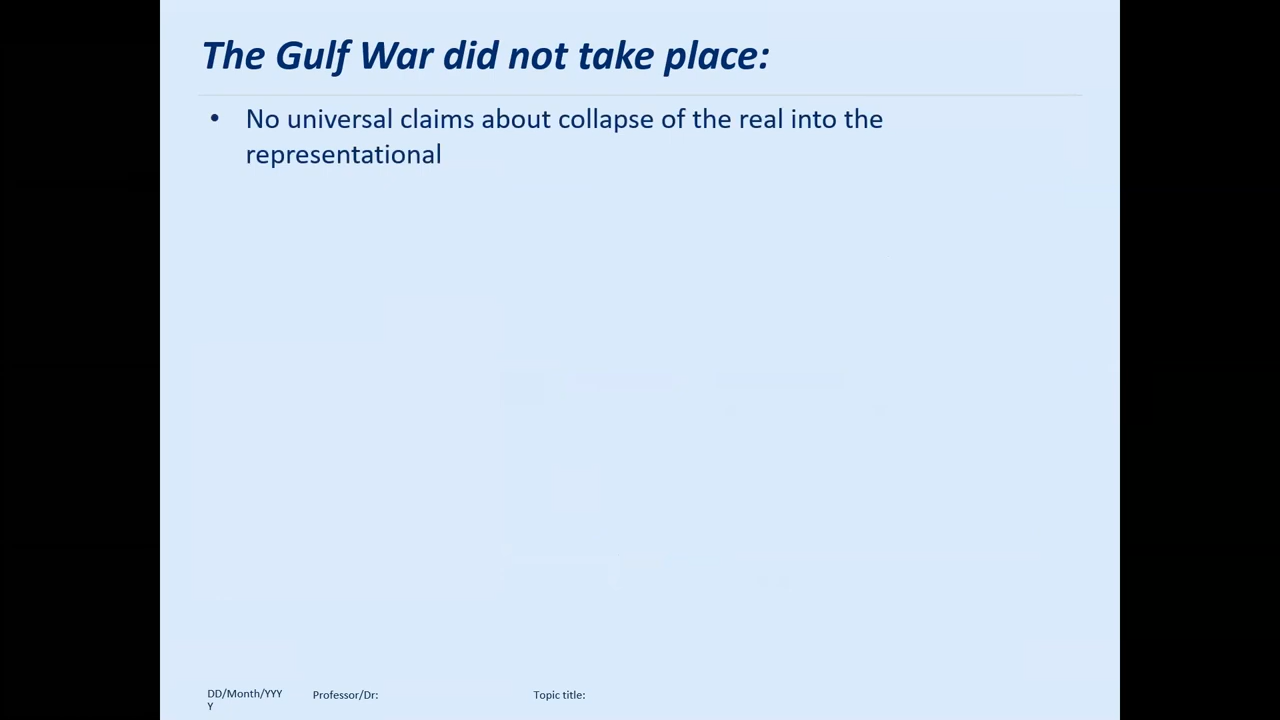 The Gulf War did not take place:
• No universal claims about collapse of the real into the
representational
DD/Month/YYY
Y
Professor/Dr:
Topic title: